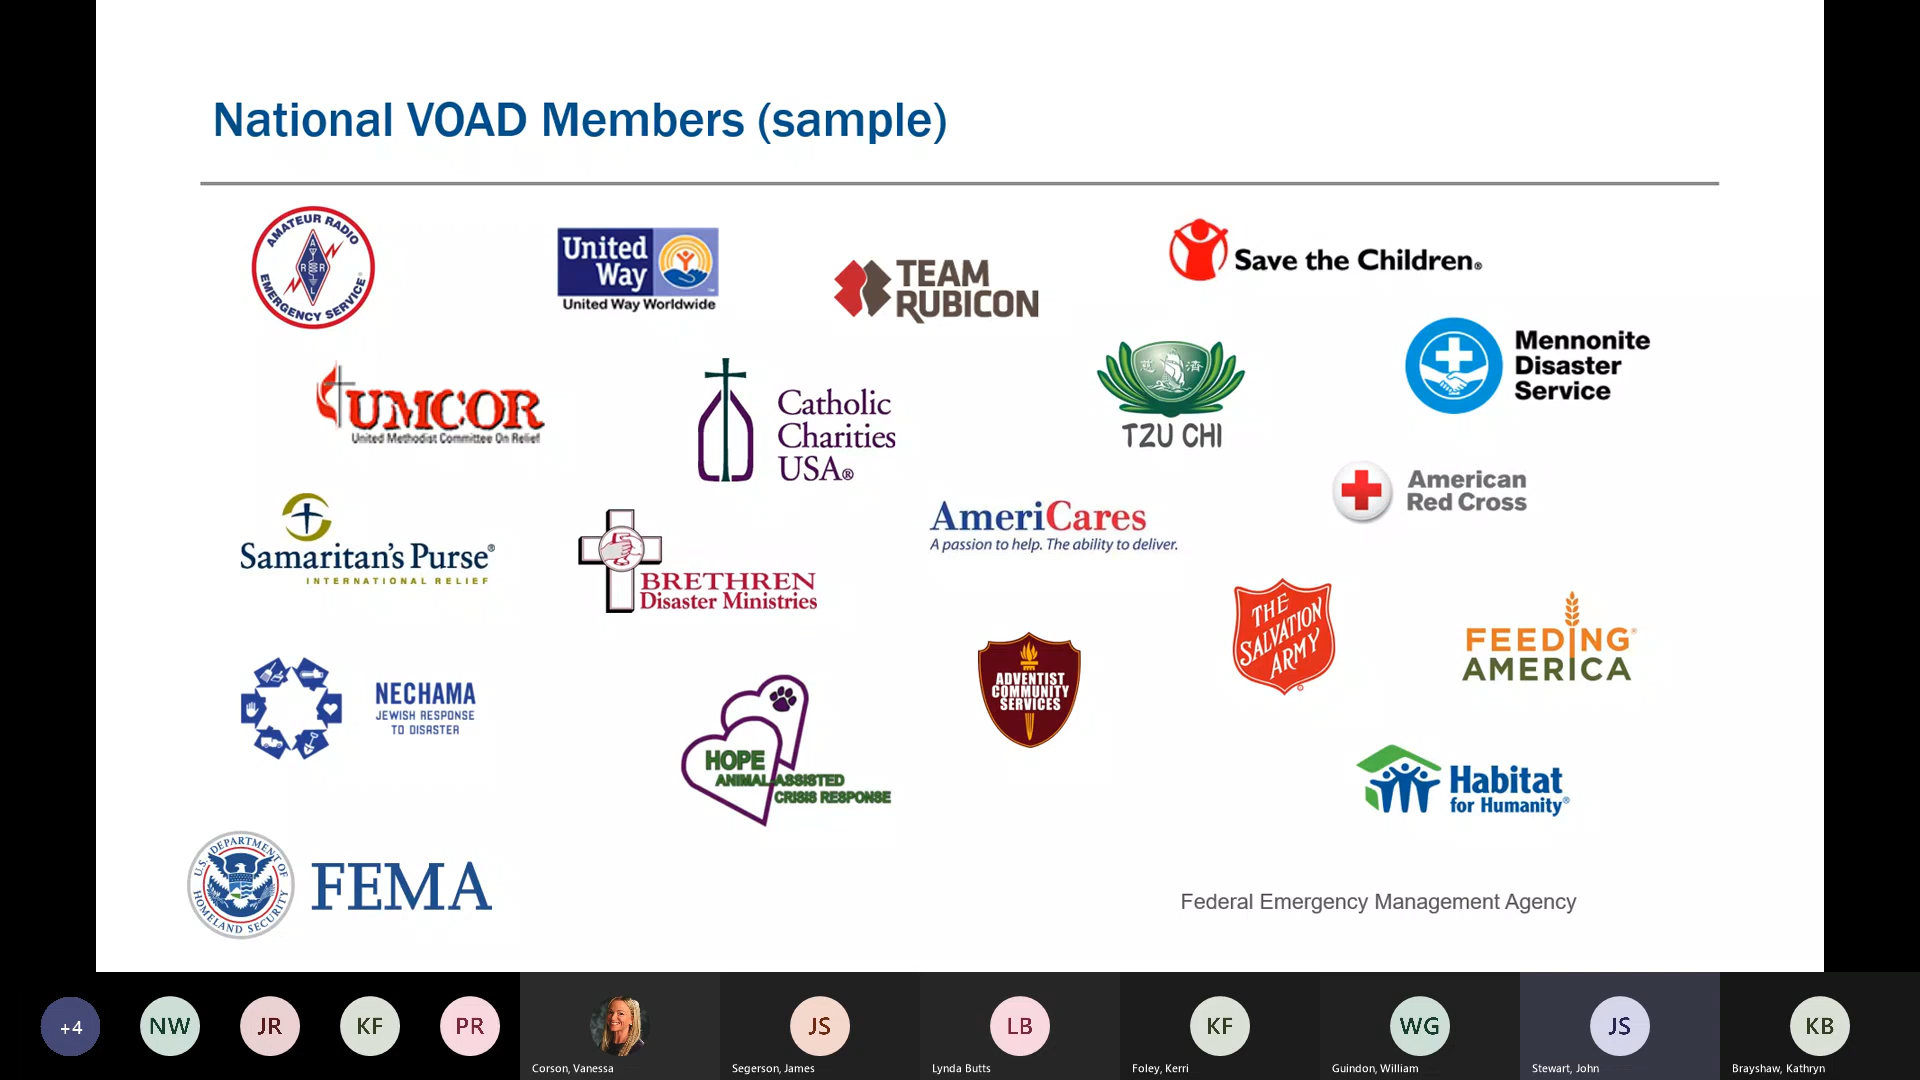 National VOAD Members (sample)
AMATEUR RADIO
A
R R
L
EMERGENCY SERVICE
United
Way
United Way Worldwide
TEAM
RUBICON
Save the Children®
UMCOR
United Methodist Committee On Relief
Catholic
Charities
USA®
慈濟
TZU CHI
Mennonite
Disaster
Service
American
Red Cross
Samaritan's Purse®
INTERNATIONAL RELIEF
BRETHREN
Disaster Ministries
AmeriCares
A passion to help. The ability to deliver.
THE
SALVATION
ARMY
FEEDING®
AMERICA
NECHAMA
JEWISH RESPONSE
TO DISASTER
HOPE
ANIMAL-ASSISTED
CRISIS RESPONSE
ADVENTIST
COMMUNITY
SERVICES
Habitat
for Humanity®
U.S. DEPARTMENT OF
HOMELAND SECURITY
FEMA
Federal Emergency Management Agency
+4
NW
JR
KF
PR
Corson, Vanessa
JS
Segerson, James
LB
Lynda Butts
KF
Foley, Kerri
WG
Guindon, William
JS
Stewart, John
KB
Brayshaw, Kathryn